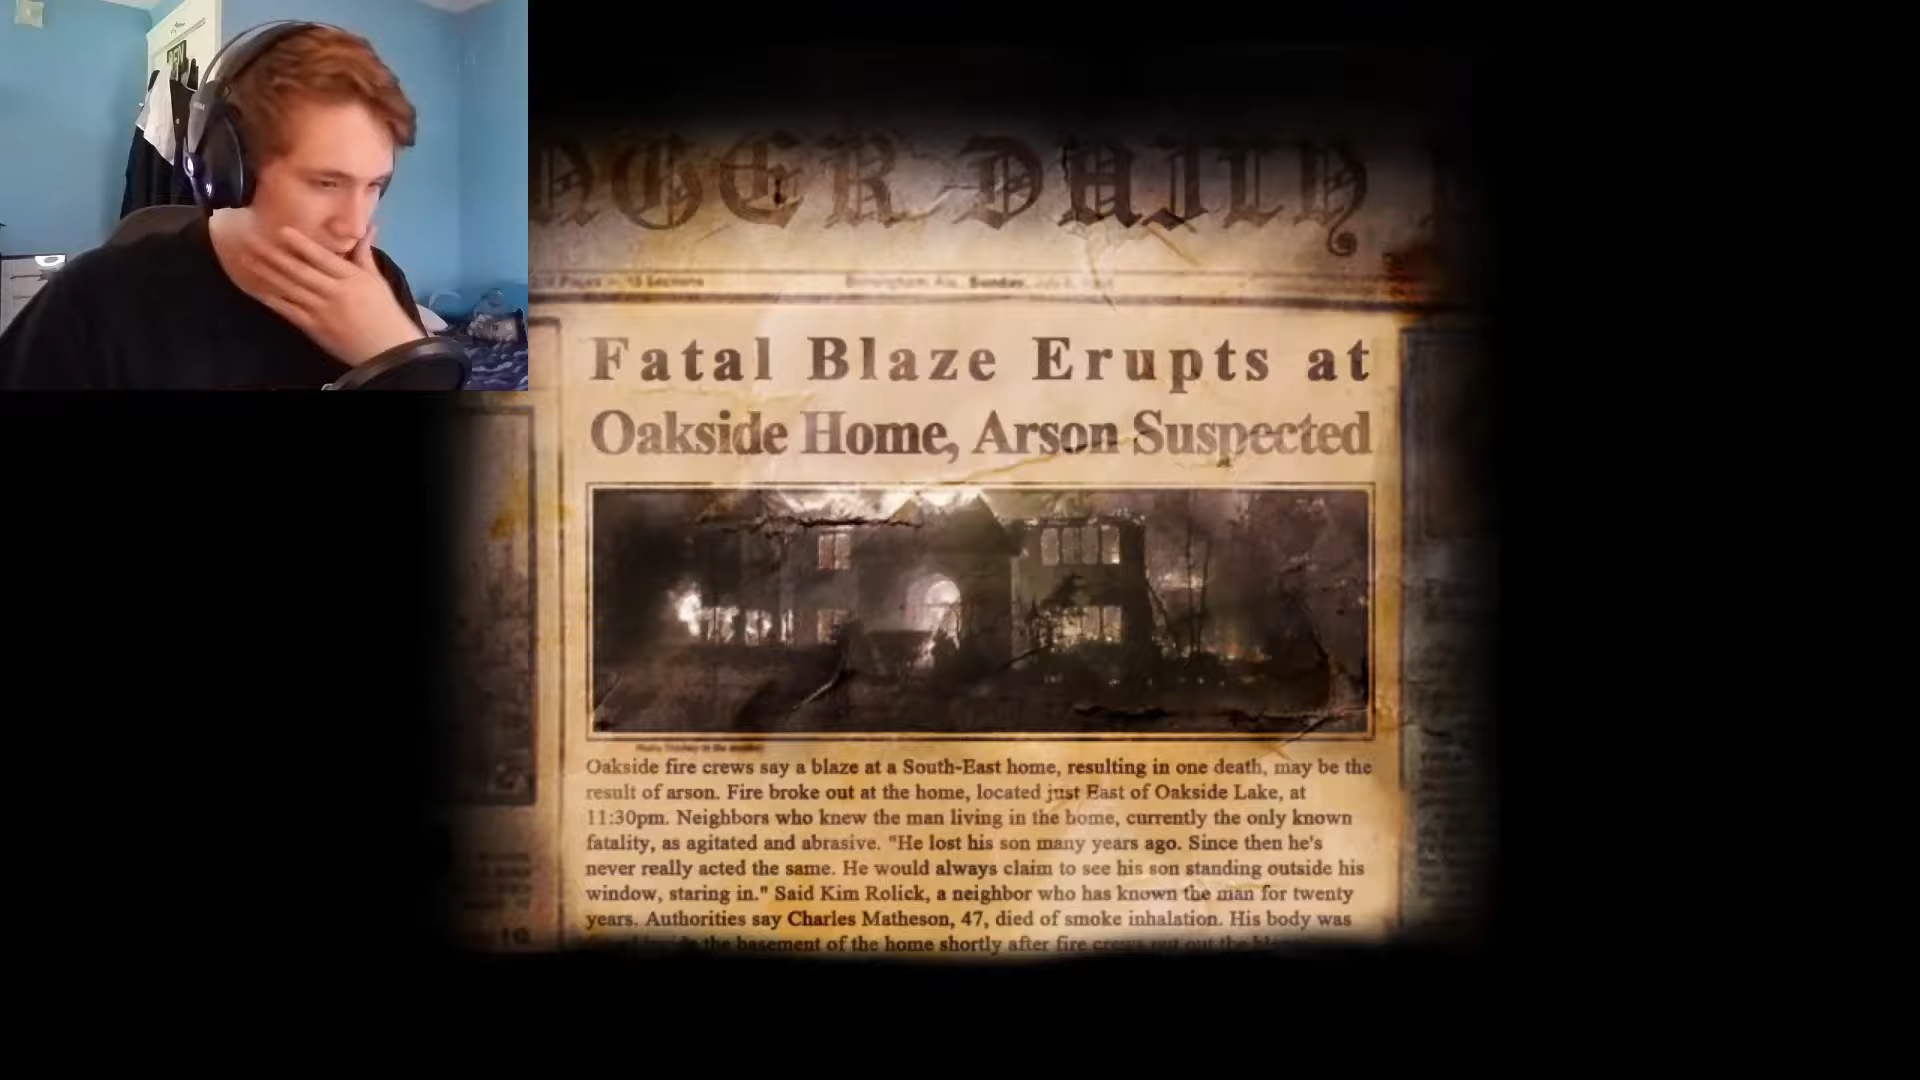 NGER DAILY
Fatal Blaze Erupts at
Oakside Home, Arson Suspected
Oakside fire crews say a blaze at a South-East home, resulting in one death, may be the
result of arson. Fire broke out at the home, located just East of Oakside Lake, at
11:30pm. Neighbors who knew the man living in the home, currently the only known
fatality, as agitated and abrasive. "He lost his son many years ago. Since then he's
never really acted the same. He would always claim to see his son standing outside his
window, staring in." Said Kim Rolick, a neighbor who has known the man for twenty
years. Authorities say Charles Matheson, 47, died of smoke inhalation. His body was
the basement of the home shortly after fire crews put out the